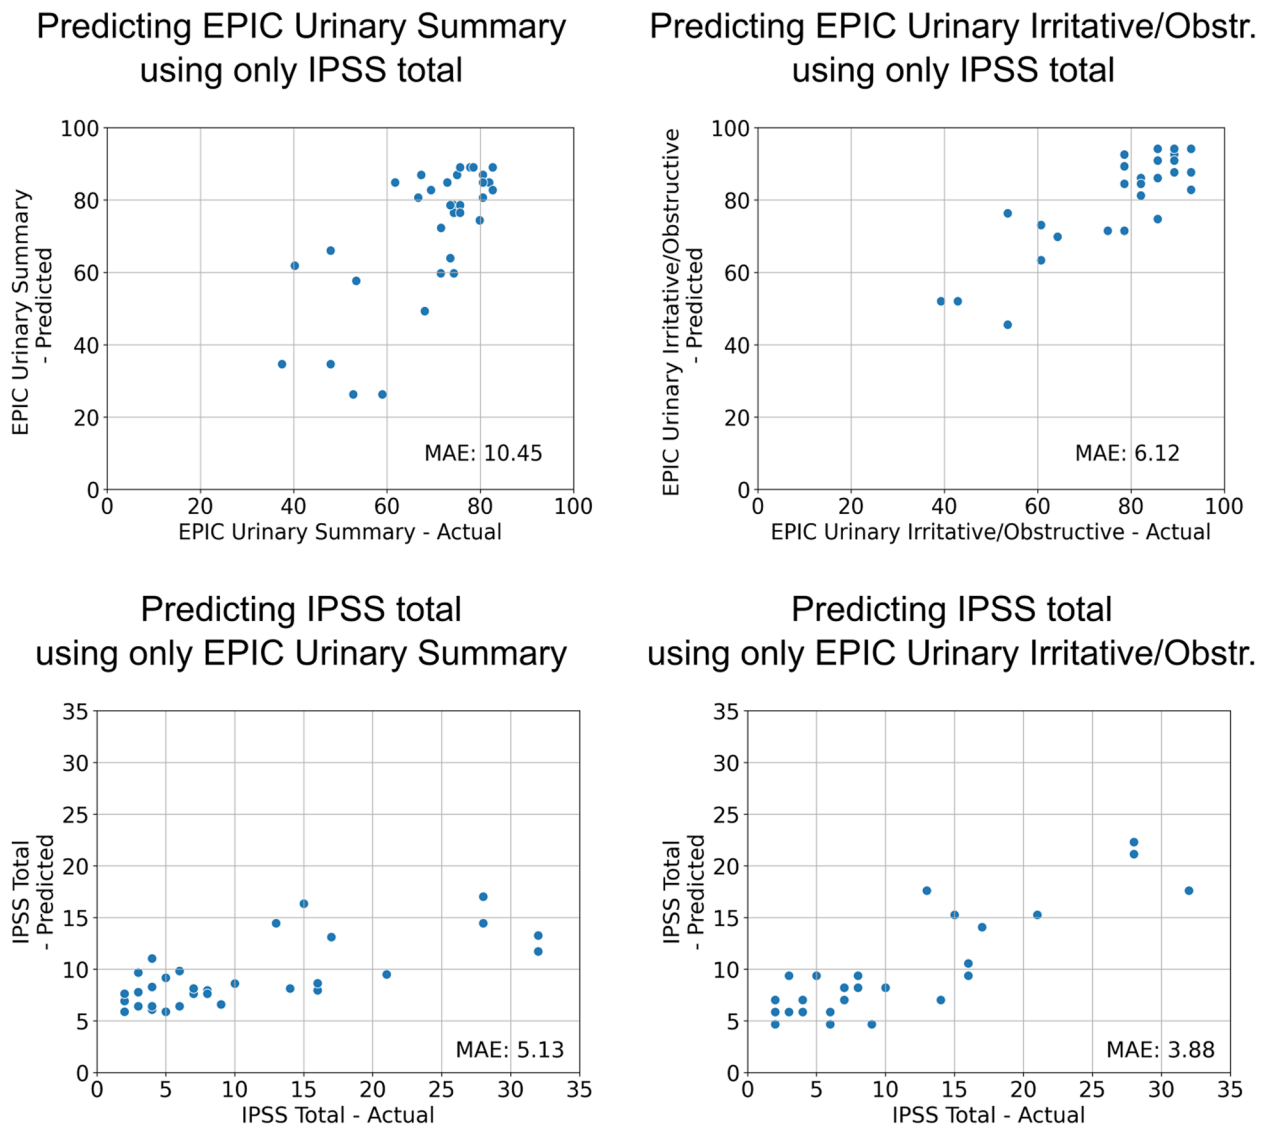 Predicting EPIC Urinary Summary
using only IPSS total
EPIC Urinary Summary
- Predicted
100
80
60
40
20
0
MAE: 10.45
0 20 40 60 80 100
EPIC Urinary Summary - Actual
Predicting EPIC Urinary Irritative/Obstr.
using only IPSS total
EPIC Urinary Irritative/Obstructive
- Predicted
100
80
60
40
20
0
MAE: 6.12
0 20 40 60 80 100
EPIC Urinary Irritative/Obstructive - Actual
Predicting IPSS total
using only EPIC Urinary Summary
IPSS Total
- Predicted
35
30
25
20
15
10
5
0
MAE: 5.13
0 5 10 15 20 25 30 35
IPSS Total - Actual
Predicting IPSS total
using only EPIC Urinary Irritative/Obstr.
IPSS Total
- Predicted
35
30
25
20
15
10
5
0
MAE: 3.88
0 5 10 15 20 25 30 35
IPSS Total - Actual